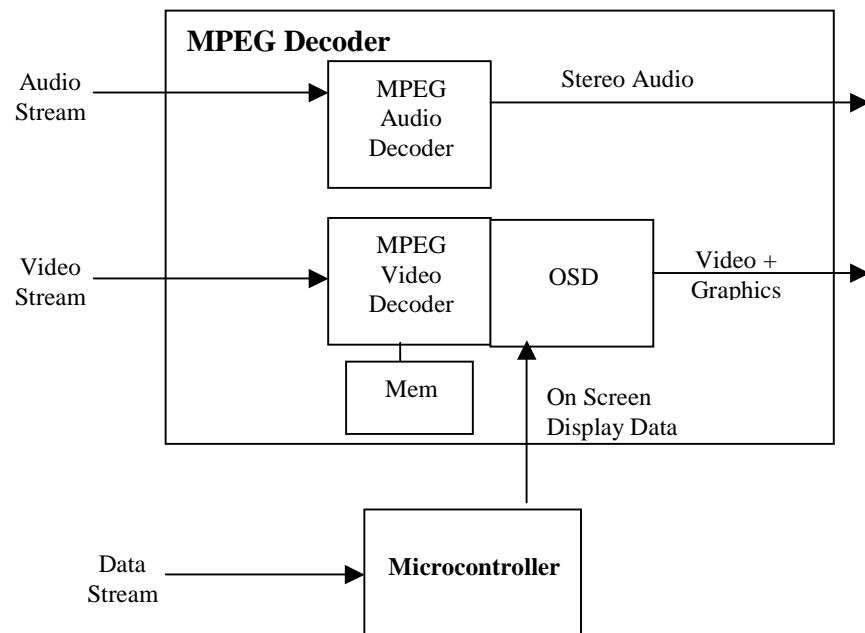 MPEG Decoder
Audio
Stream
MPEG
Audio
Decoder
Stereo Audio
Video
Stream
MPEG
Video
Decoder
OSD
Video +
Graphics
Mem
On Screen
Display Data
Data
Stream
Microcontroller